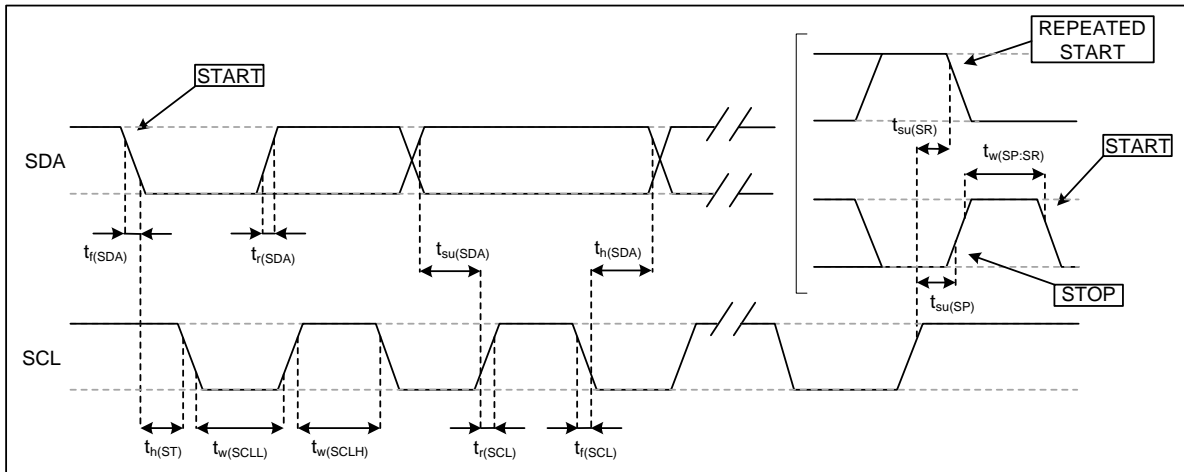 REPEATED
START
START
t_su(SR)
t_w(SP:SR)
START
SDA
t_f(SDA)
t_r(SDA)
t_su(SDA)
t_h(SDA)
t_su(SP)
STOP
SCL
t_h(ST)
t_w(SCLL)
t_w(SCLH)
t_r(SCL)
t_f(SCL)